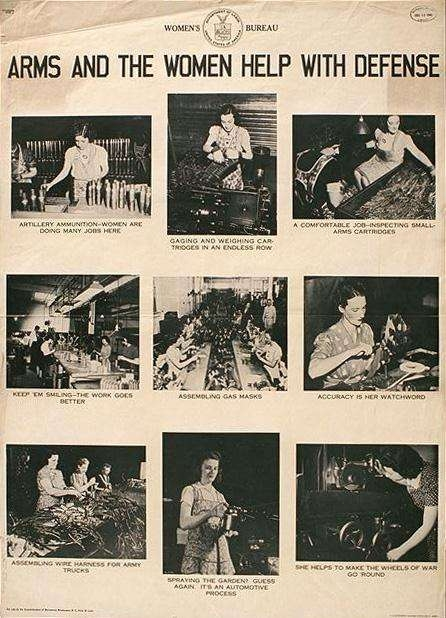 WOMEN'S BUREAU
ARMS AND THE WOMEN HELP WITH DEFENSE
ARTILLERY AMMUNITION—WOMEN ARE
DOING MANY JOBS HERE
GAGING AND WEIGHING CAR-
TRIDGES IN AN ENDLESS ROW
A COMFORTABLE JOB—INSPECTING SMALL-
ARMS CARTRIDGES
KEEP 'EM SMILING—THE WORK GOES
BETTER
ASSEMBLING GAS MASKS
ACCURACY IS HER WATCHWORD
ASSEMBLING WIRE HARNESS FOR ARMY
TRUCKS
SPRAYING THE GARDEN? GUESS
AGAIN. IT'S AN AUTOMOTIVE
PROCESS
SHE HELPS TO MAKE THE WHEELS OF WAR
GO 'ROUND